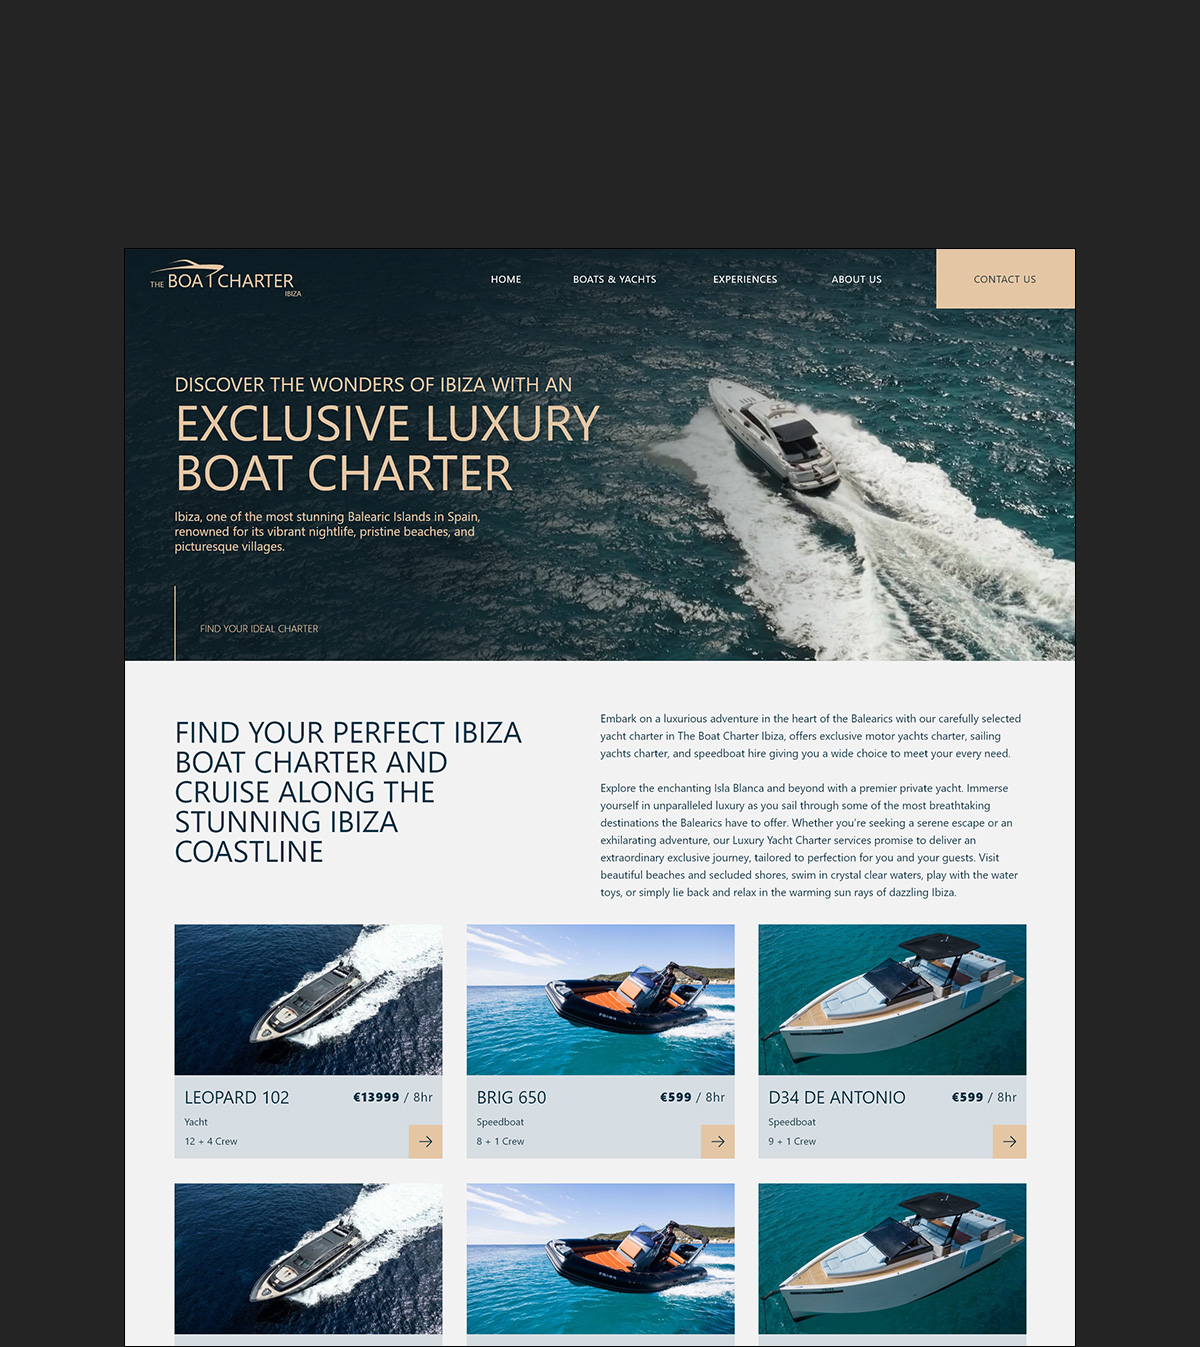 THE BOAT CHARTER
IBIZA
HOME
BOATS & YACHTS
EXPERIENCES
ABOUT US
CONTACT US
DISCOVER THE WONDERS OF IBIZA WITH AN
EXCLUSIVE LUXURY
BOAT CHARTER
Ibiza, one of the most stunning Balearic Islands in Spain,
renowned for its vibrant nightlife, pristine beaches, and
picturesque villages.
FIND YOUR IDEAL CHARTER
FIND YOUR PERFECT IBIZA
BOAT CHARTER AND
CRUISE ALONG THE
STUNNING IBIZA
COASTLINE
Embark on a luxurious adventure in the heart of the Balearics with our carefully selected
yacht charter in The Boat Charter Ibiza, offers exclusive motor yachts charter, sailing
yachts charter, and speedboat hire giving you a wide choice to meet your every need.
Explore the enchanting Isla Blanca and beyond with a premier private yacht. Immerse
yourself in unparalleled luxury as you sail through some of the most breathtaking
destinations the Balearics have to offer. Whether you’re seeking a serene escape or an
exhilarating adventure, our Luxury Yacht Charter services promise to deliver an
extraordinary exclusive journey, tailored to perfection for you and your guests. Visit
beautiful beaches and secluded shores, swim in crystal clear waters, play with the water
toys, or simply lie back and relax in the warming sun rays of dazzling Ibiza.
LEOPARD 102 €13999 / 8hr
Yacht
12 + 4 Crew
BRIG 650 €599 / 8hr
Speedboat
8 + 1 Crew
D34 DE ANTONIO €599 / 8hr
Speedboat
9 + 1 Crew